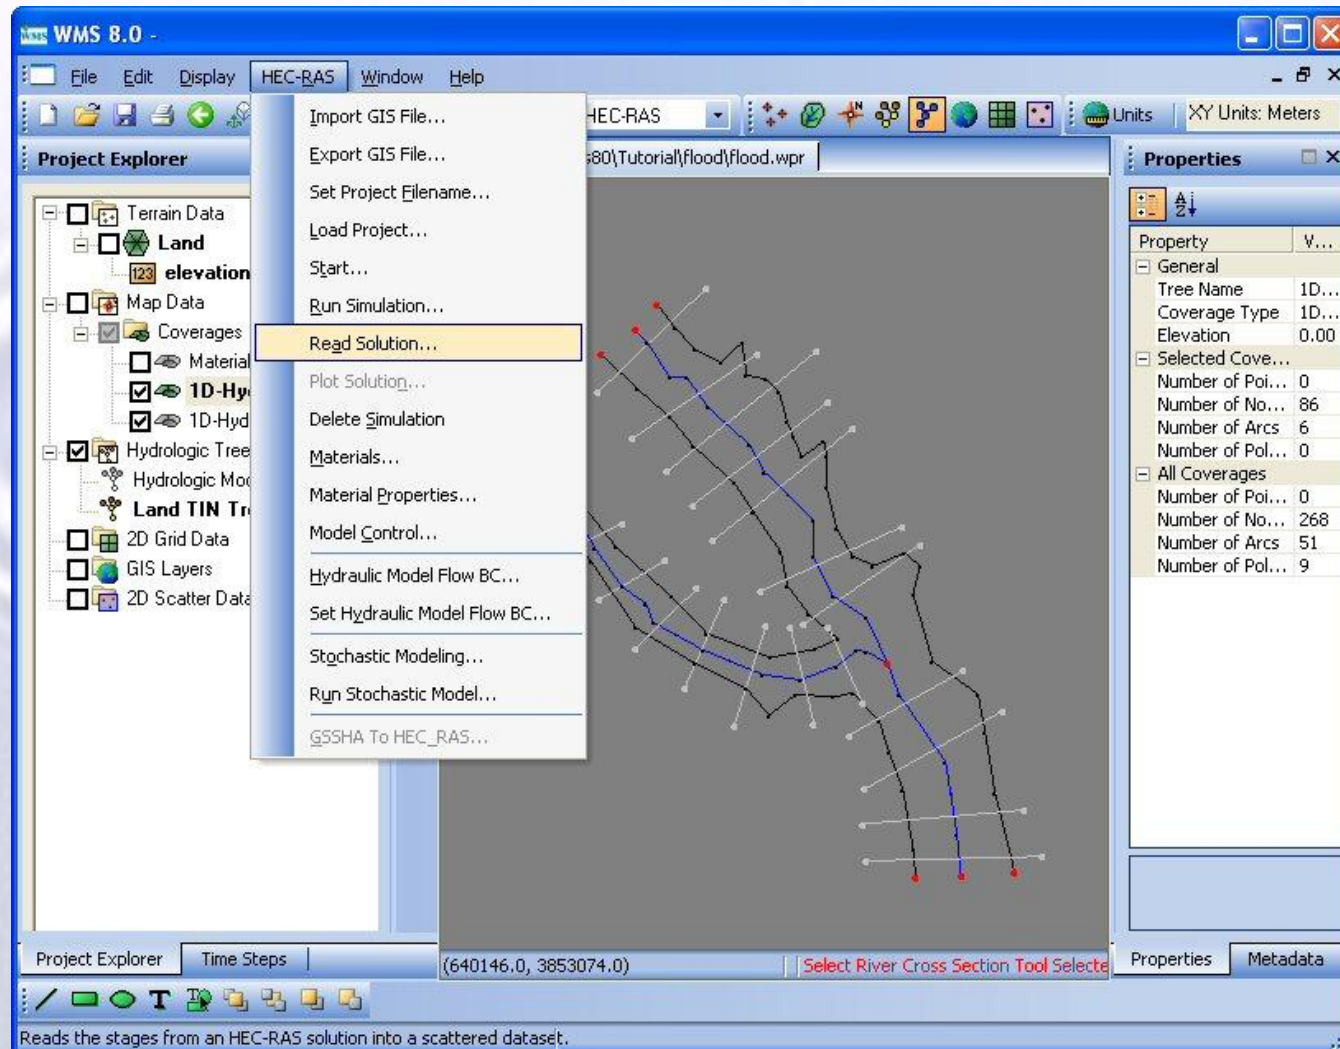 WMS 8.0 -
File Edit Display HEC-RAS Window Help
HEC-RAS
Units
XY Units: Meters
Project Explorer
s80\Tutorial\flood\flood.wpr
Properties
Import GIS File...
Export GIS File...
Set Project Filename...
Load Project...
Start...
Run Simulation...
Read Solution...
Plot Solution...
Delete Simulation
Materials...
Material Properties...
Model Control...
Hydraulic Model Flow BC...
Set Hydraulic Model Flow BC...
Stochastic Modeling...
Run Stochastic Model...
GSSHA To HEC_RAS...
Terrain Data
Land
123 elevation
Map Data
Coverages
Material
1D-Hy
1D-Hyd
Hydrologic Tree
Hydrologic Mod
Land TIN Tr
2D Grid Data
GIS Layers
2D Scatter Data
Property V...
General
Tree Name 1D...
Coverage Type 1D...
Elevation 0.00
Selected Cove...
Number of Poi... 0
Number of No... 86
Number of Arcs 6
Number of Pol... 0
All Coverages
Number of Poi... 0
Number of No... 268
Number of Arcs 51
Number of Pol... 9
Project Explorer Time Steps
(640146.0, 3853074.0)
Select River Cross Section Tool Selecte
Properties Metadata
T
Reads the stages from an HEC-RAS solution into a scattered dataset.